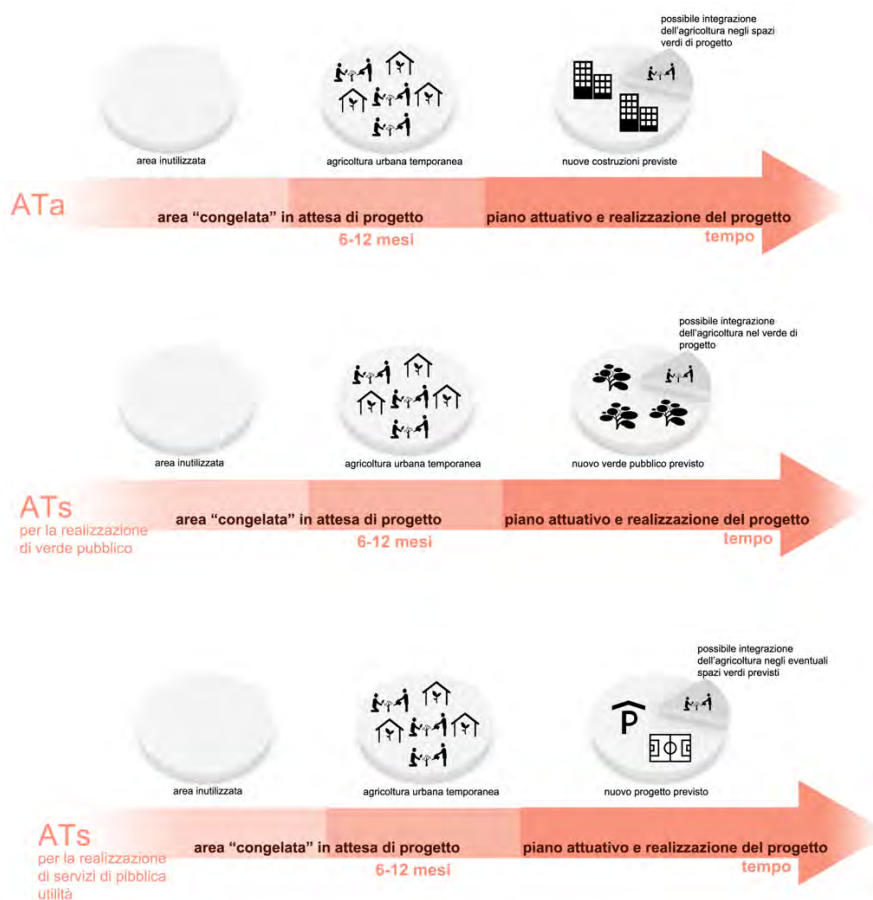 possibile integrazione
dell'agricoltura negli spazi
verdi di progetto
area inutilizzata
agricoltura urbana temporanea
nuove costruzioni previste
ATa
area “congelata” in attesa di progetto
piano attuativo e realizzazione del progetto
6-12 mesi
tempo
possibile integrazione
dell'agricoltura nel verde di
progetto
area inutilizzata
agricoltura urbana temporanea
nuovo verde pubblico previsto
ATs
per la realizzazione
di verde pubblico
area “congelata” in attesa di progetto
piano attuativo e realizzazione del progetto
6-12 mesi
tempo
possibile integrazione
dell'agricoltura negli eventuali
spazi verdi previsti
P
area inutilizzata
agricoltura urbana temporanea
nuovo progetto previsto
ATs
per la realizzazione
di servizi di pibblica
utilità
area “congelata” in attesa di progetto
piano attuativo e realizzazione del progetto
6-12 mesi
tempo